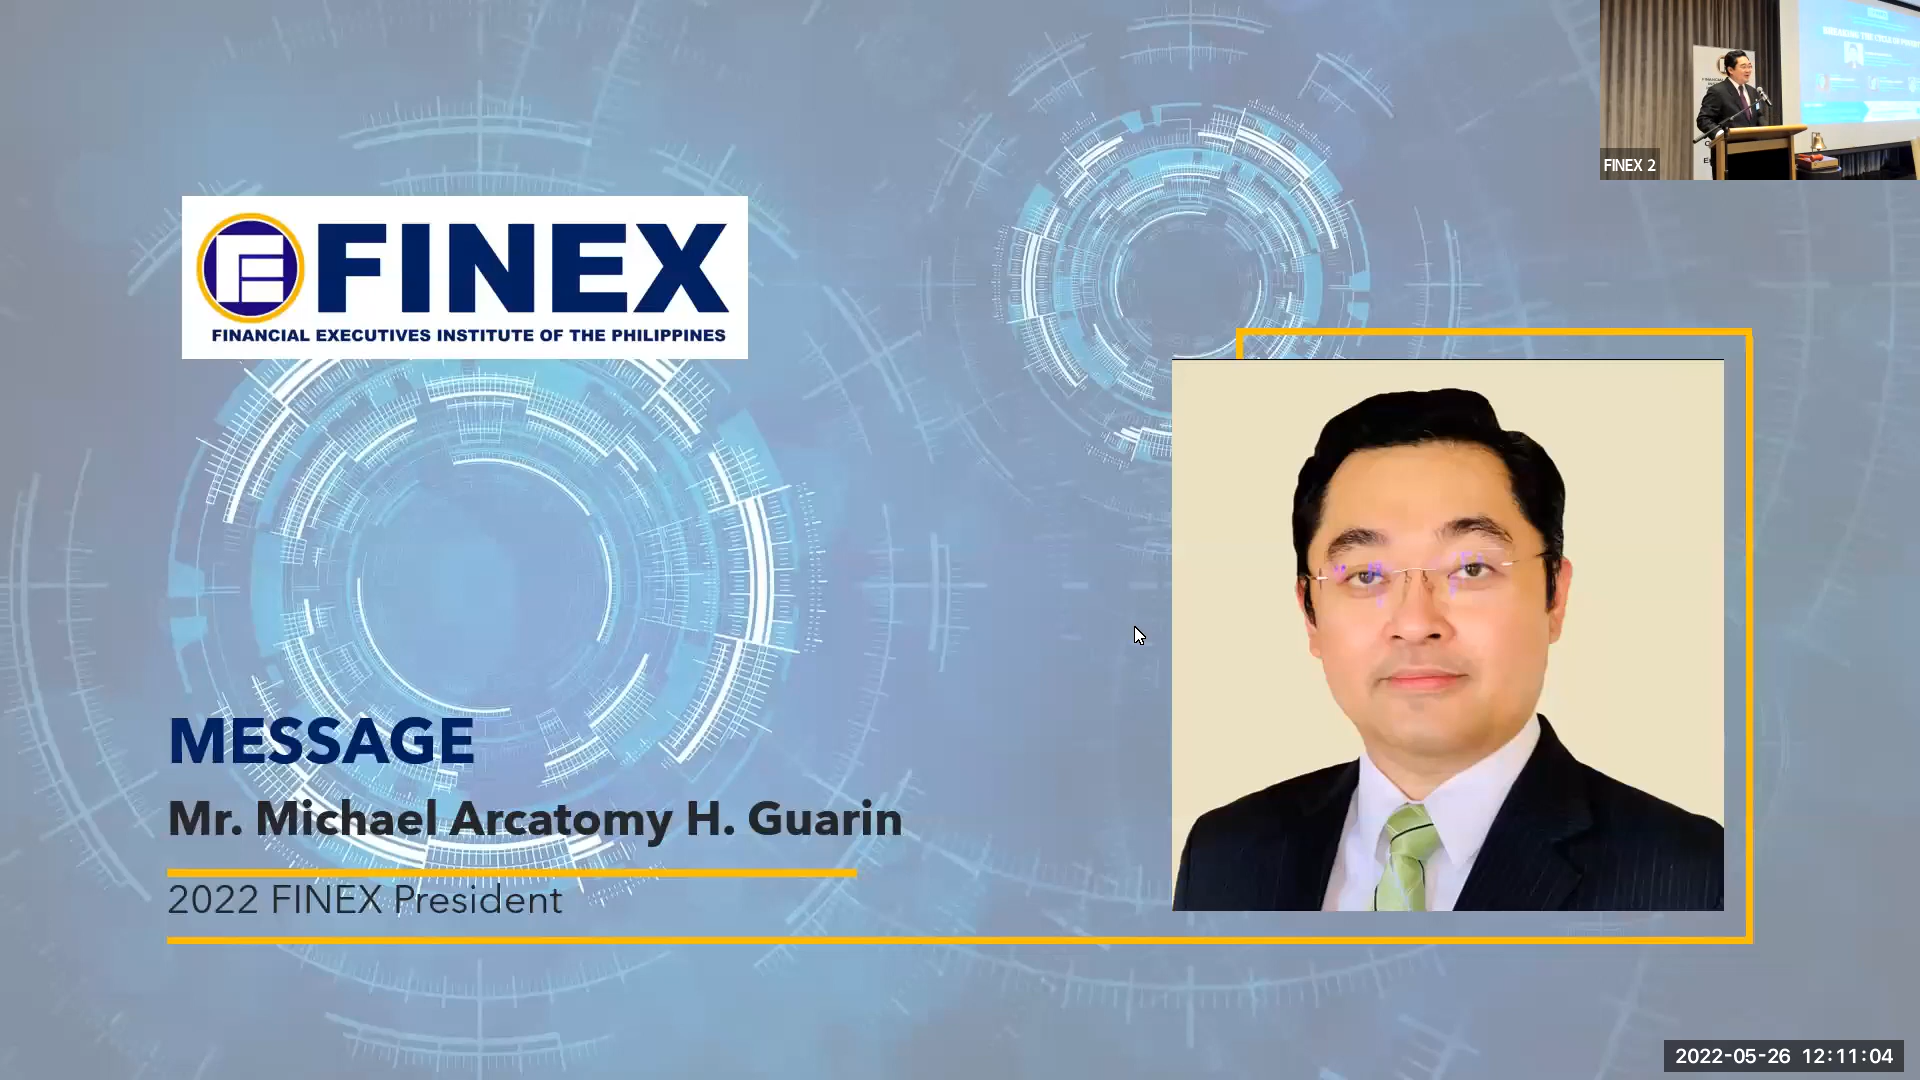 FINEX
FINANCIAL EXECUTIVES INSTITUTE OF THE PHILIPPINES
MESSAGE
Mr. Michael Arcatomy H. Guarin
2022 FINEX President
FINEX 2
2022-05-26 12:11:04